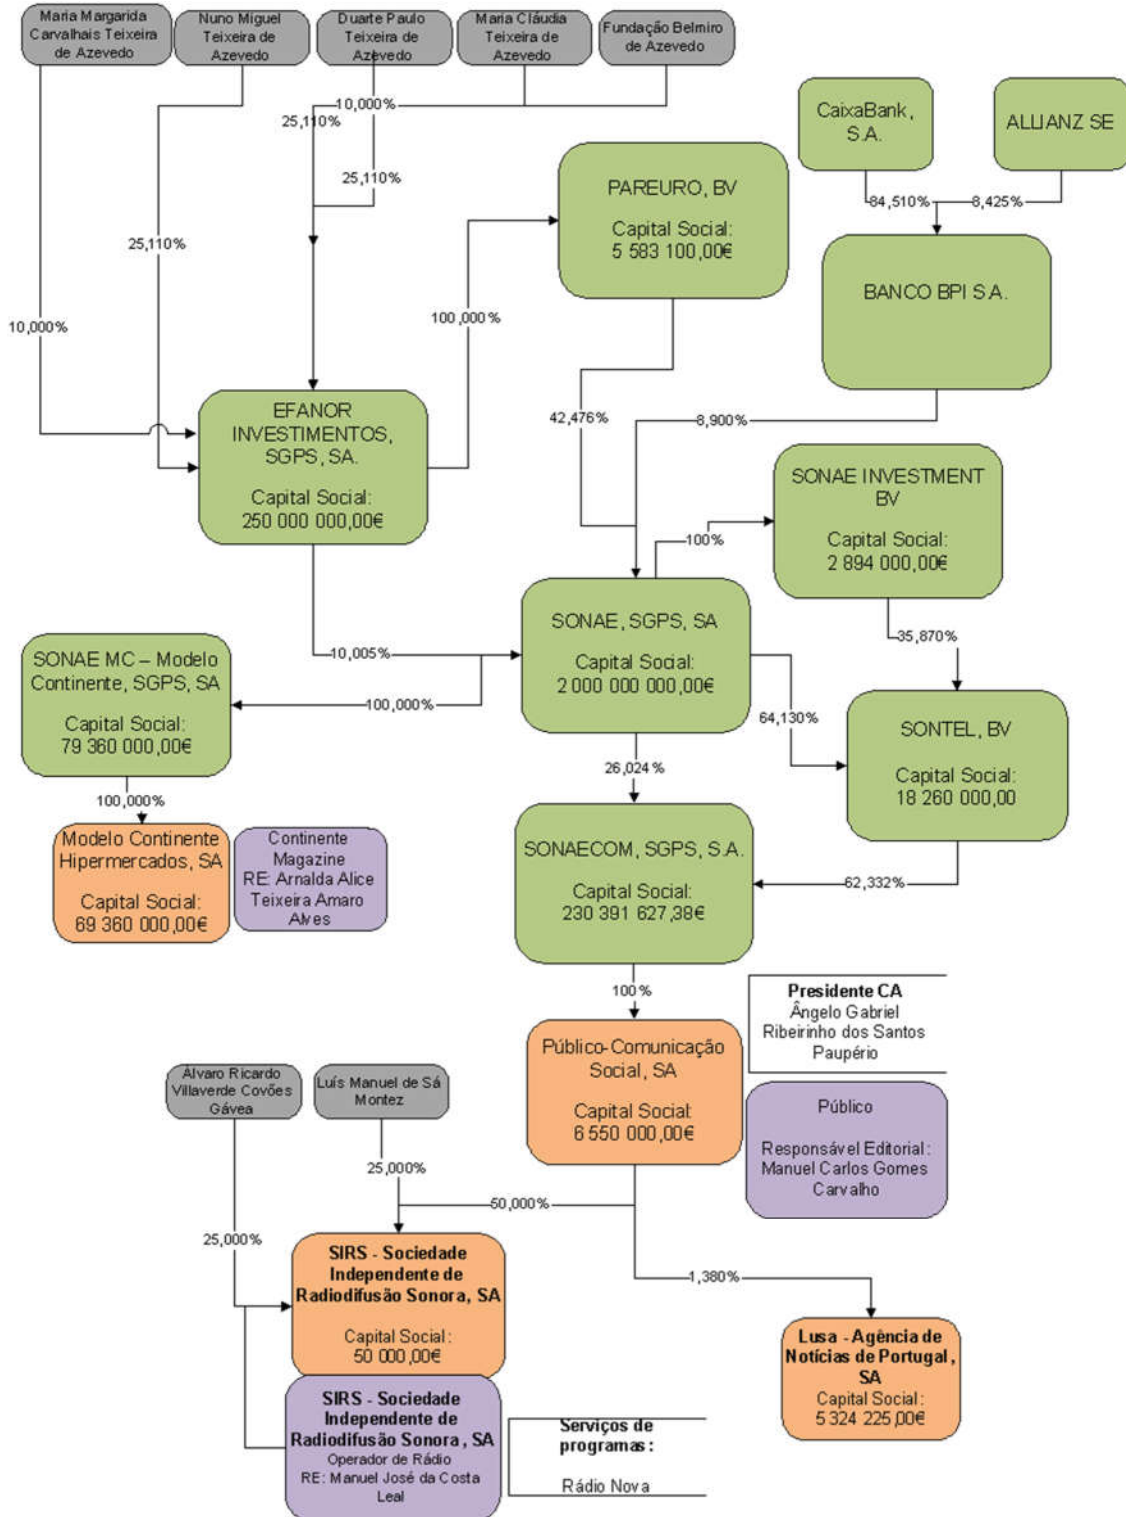 Maria Margarida
Carvalhais Teixeira
de Azevedo
Nuno Miguel
Teixeira de
Azevedo
Duarte Paulo
Teixeira de
Azevedo
Maria Cláudia
Teixeira de
Azevedo
Fundação Belmiro
de Azevedo
CaixaBank,
S.A.
ALLIANZ SE
10,000%
25,110%
25,110%
25,110%
10,000%
84,510%
8,425%
PAREURO, BV
Capital Social:
5 583 100,00€
BANCO BPI S.A.
100,000%
42,476%
8,900%
EFANOR
INVESTIMENTOS,
SGPS, SA.
Capital Social:
250 000 000,00€
SONAE INVESTMENT
BV
Capital Social:
2 894 000,00€
100%
35,870%
SONAE, SGPS, SA
Capital Social:
2 000 000 000,00€
10,005%
100,000%
64,130%
SONAE MC – Modelo
Continente, SGPS, SA
Capital Social:
79 360 000,00€
SONTEL, BV
Capital Social:
18 260 000,00
26,024%
100,000%
62,332%
Modelo Continente
Hipermercados, SA
Capital Social:
69 360 000,00€
Continente
Magazine
RE: Arnalda Alice
Teixeira Amaro
Alves
SONAECOM, SGPS, S.A.
Capital Social:
230 391 627,38€
100%
Presidente CA
Ângelo Gabriel
Ribeirinho dos Santos
Paupério
Público-Comunicação
Social, SA
Capital Social:
6 550 000,00€
Público
Responsável Editorial:
Manuel Carlos Gomes
Carvalho
Álvaro Ricardo
Villaverde Covões
Gávea
Luís Manuel de Sá
Montez
25,000%
50,000%
25,000%
1,380%
SIRS - Sociedade
Independente de
Radiodifusão Sonora, SA
Capital Social:
50 000,00€
Lusa - Agência de
Notícias de Portugal,
SA
Capital Social:
5 324 225,00€
SIRS - Sociedade
Independente de
Radiodifusão Sonora, SA
Operador de Rádio
RE: Manuel José da Costa
Leal
Serviços de
programas:
Rádio Nova